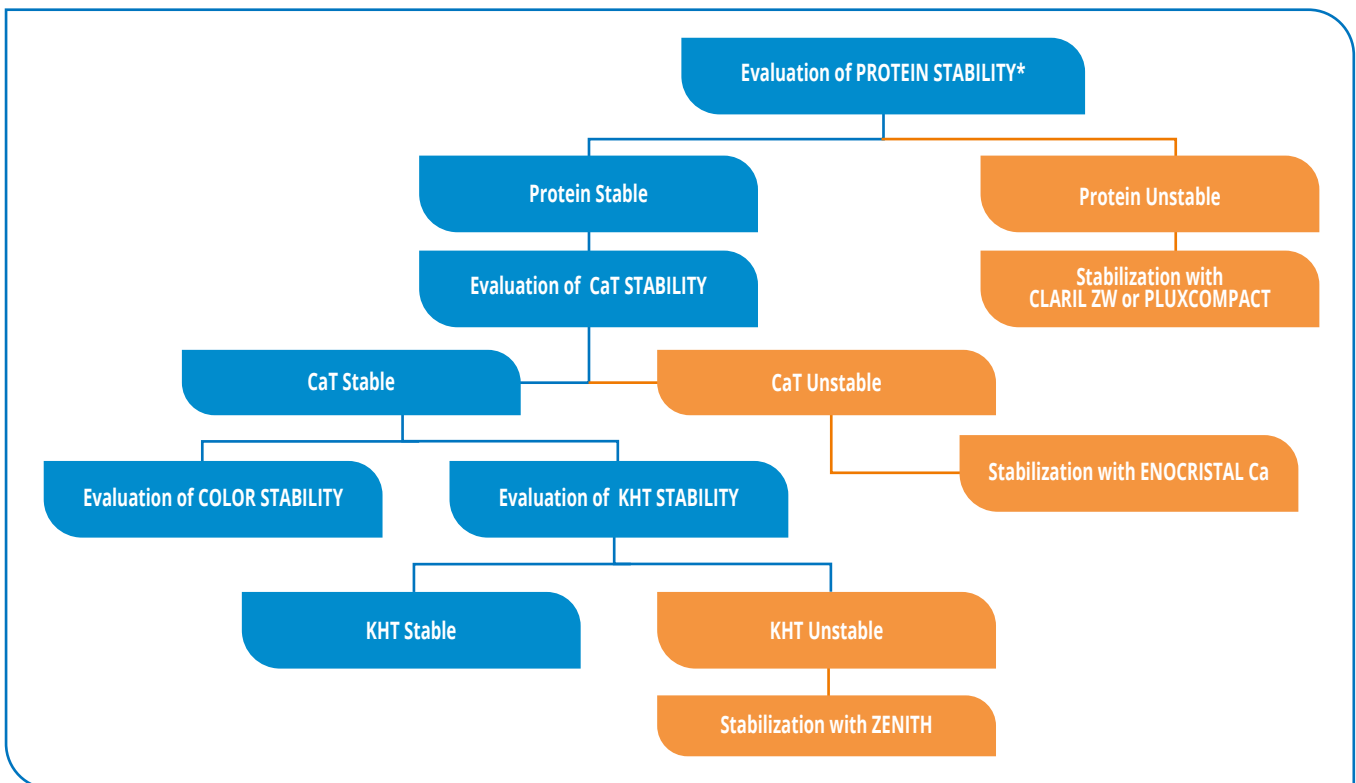 Evaluation of PROTEIN STABILITY*
Protein Stable
Protein Unstable
Evaluation of CaT STABILITY
Stabilization with
CLARIL ZW or PLUXCOMPACT
CaT Stable
CaT Unstable
Evaluation of COLOR STABILITY
Evaluation of KHT STABILITY
Stabilization with ENOCRISTAL Ca
KHT Stable
KHT Unstable
Stabilization with ZENITH